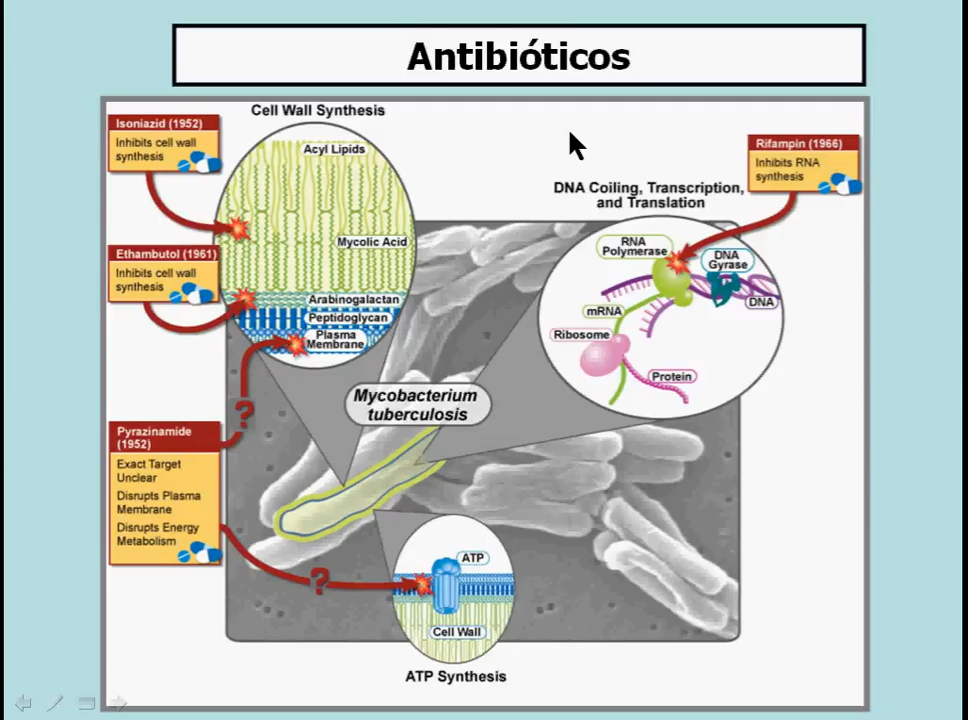 Antibióticos
Cell Wall Synthesis
Isoniazid (1952)
Inhibits cell wall
synthesis
Acyl Lipids
Mycolic Acid
Ethambutol (1961)
Inhibits cell wall
synthesis
Arabinogalactan
Peptidoglycan
Plasma
Membrane
Rifampin (1966)
Inhibits RNA
synthesis
DNA Coiling, Transcription,
and Translation
RNA
Polymerase
DNA
Gyrase
DNA
mRNA
Ribosome
Protein
Mycobacterium
tuberculosis
?
Pyrazinamide
(1952)
Exact Target
Unclear
Disrupts Plasma
Membrane
Disrupts Energy
Metabolism
?
ATP
Cell Wall
ATP Synthesis